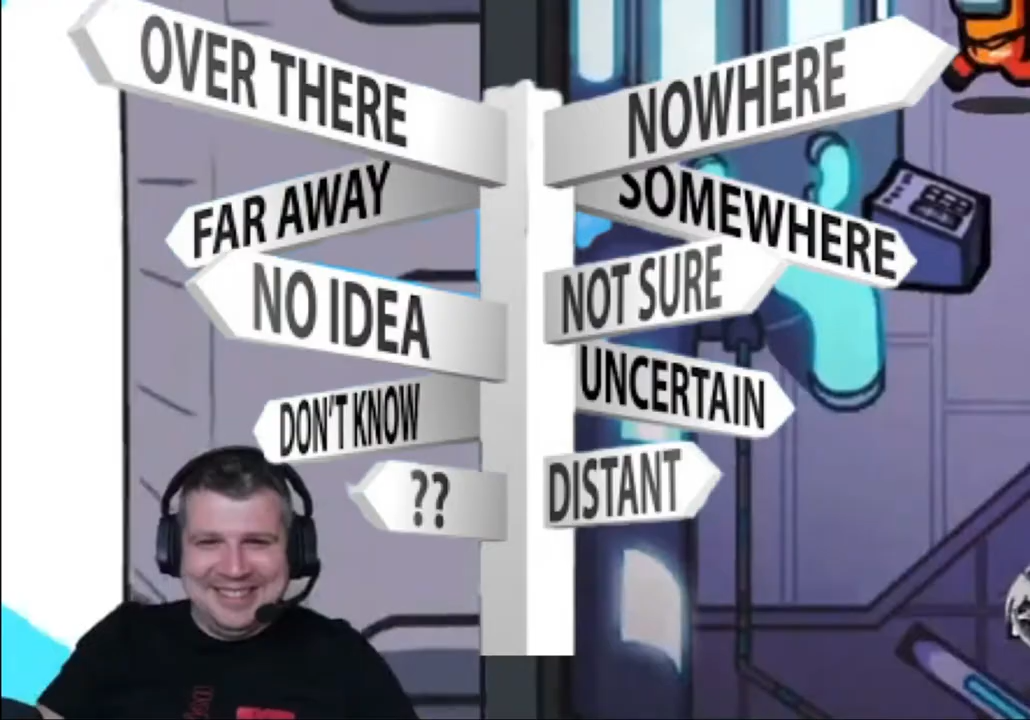 OVER THERE
NOWHERE
FAR AWAY
SOMEWHERE
NO IDEA
NOT SURE
DON'T KNOW
UNCERTAIN
??
DISTANT